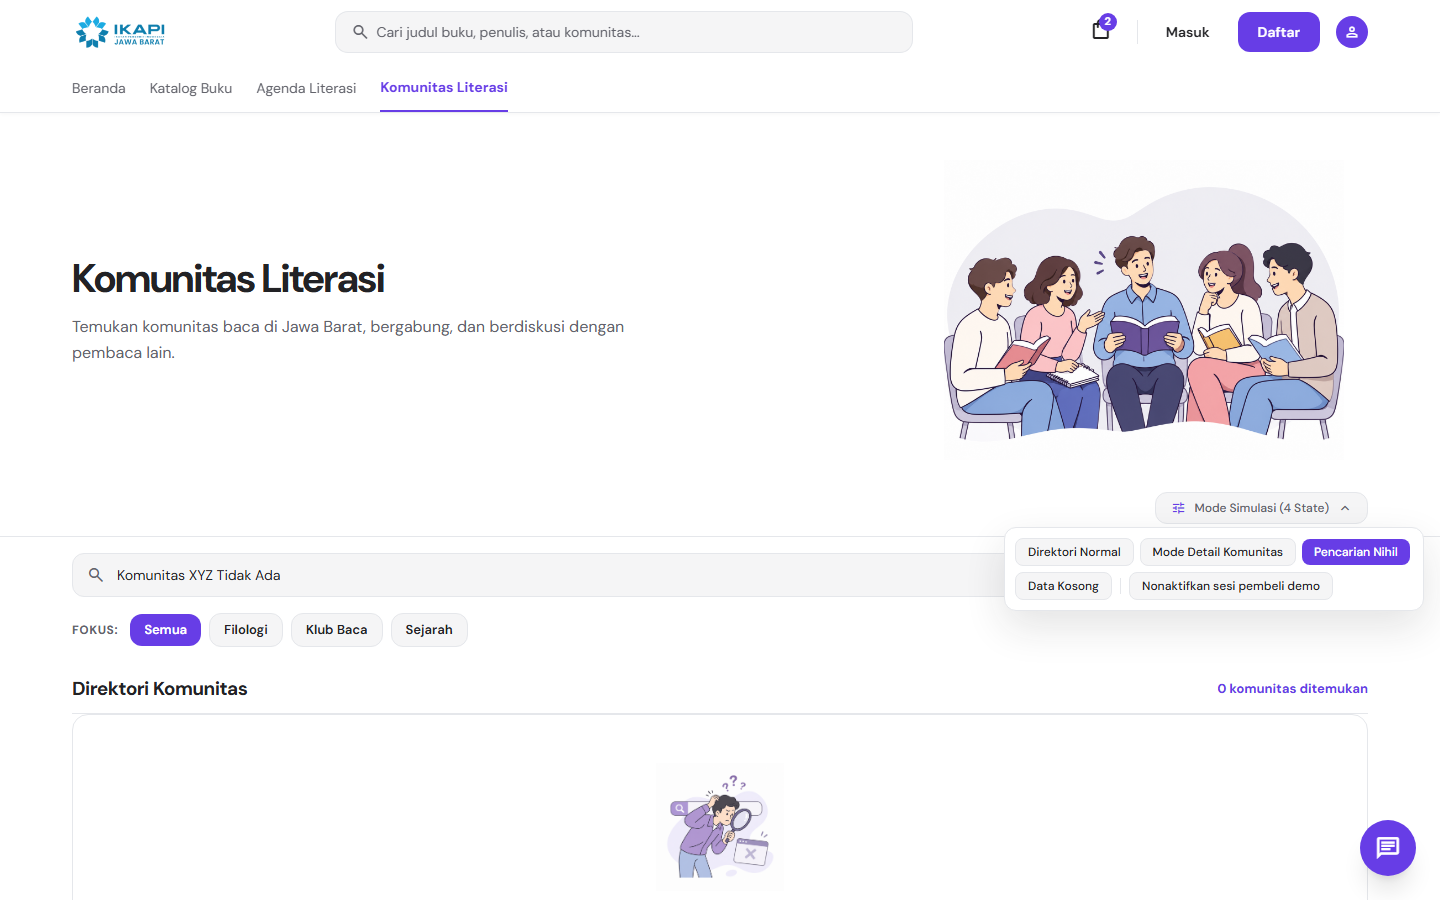 IKAPI
JAWA BARAT
Cari judul buku, penulis, atau komunitas...
2
Masuk
Daftar
Beranda
Katalog Buku
Agenda Literasi
Komunitas Literasi
Komunitas Literasi
Temukan komunitas baca di Jawa Barat, bergabung, dan berdiskusi dengan
pembaca lain.
Mode Simulasi (4 State)
Direktori Normal
Mode Detail Komunitas
Pencarian Nihil
Data Kosong
Nonaktifkan sesi pembeli demo
Komunitas XYZ Tidak Ada
FOKUS:
Semua
Filologi
Klub Baca
Sejarah
Direktori Komunitas
0 komunitas ditemukan
? ? ?